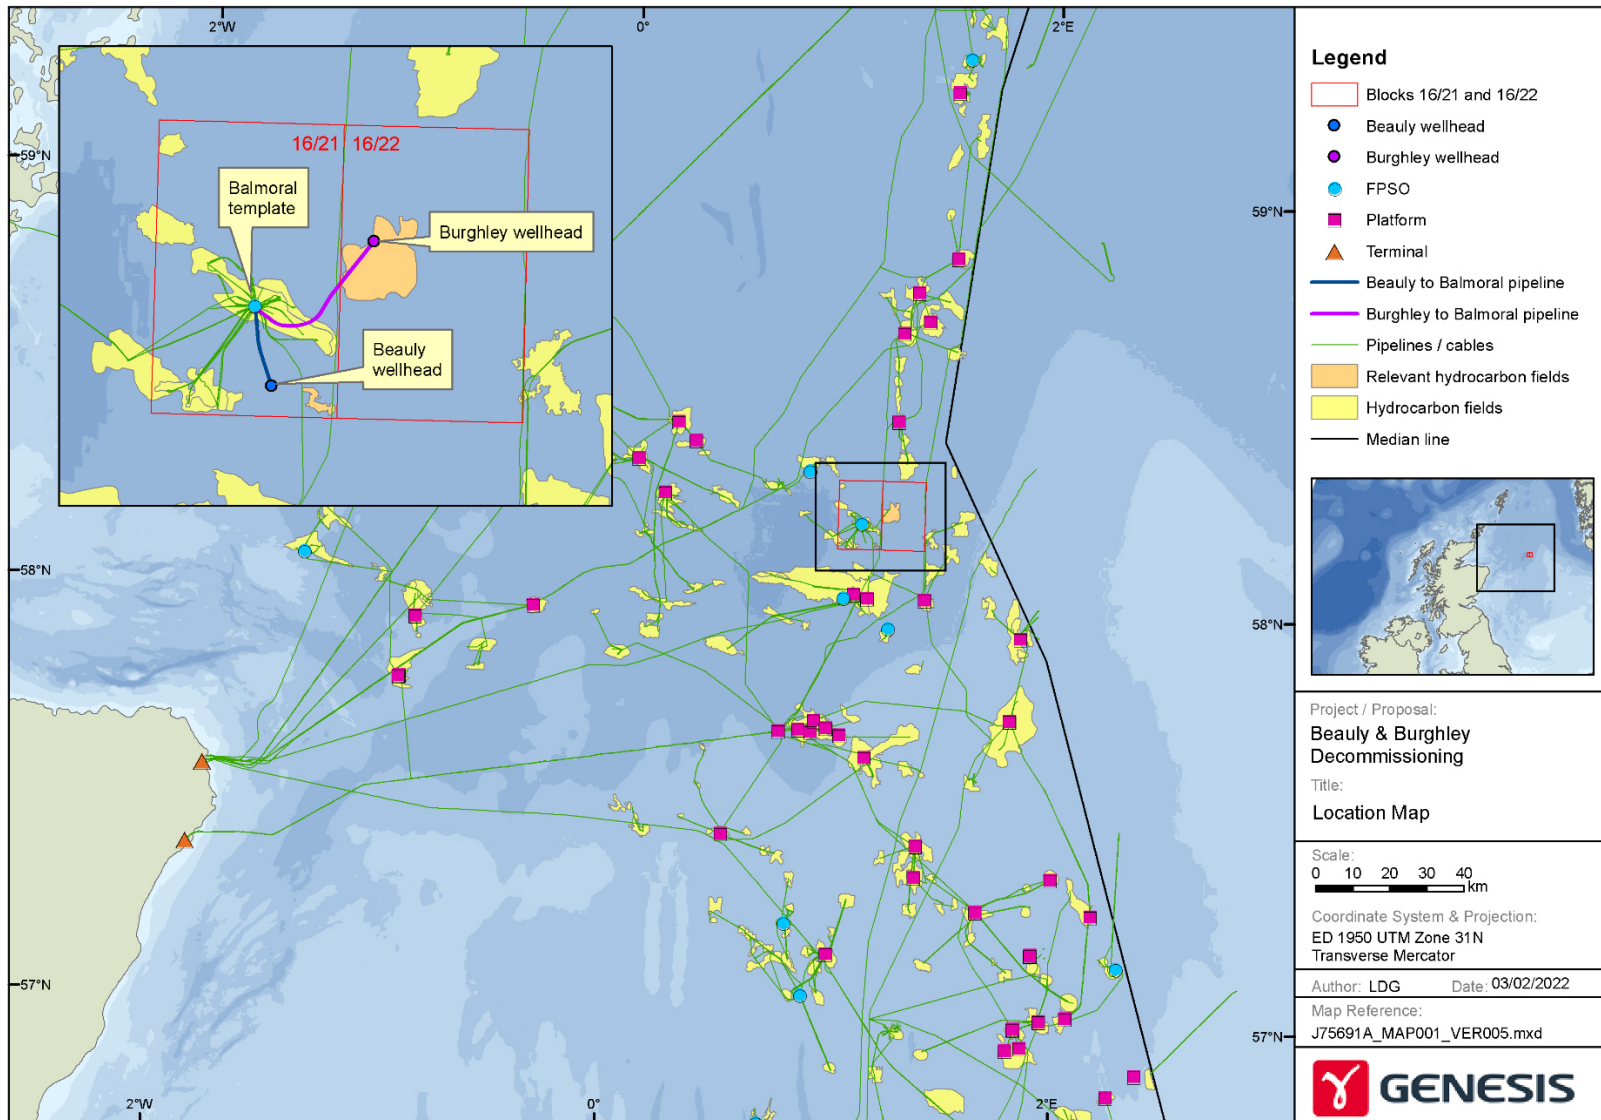 2°W
0°
2°E
59°N
59°N
58°N
58°N
57°N
57°N
2°W
0°
2°E
16/21
16/22
Balmoral
template
Burghley wellhead
Beauly
wellhead
Legend
Blocks 16/21 and 16/22
Beauly wellhead
Burghley wellhead
FPSO
Platform
Terminal
Beauly to Balmoral pipeline
Burghley to Balmoral pipeline
Pipelines / cables
Relevant hydrocarbon fields
Hydrocarbon fields
Median line
Project / Proposal:
Beauly & Burghley
Decommissioning
Title:
Location Map
Scale:
0 10 20 30 40
km
Coordinate System & Projection:
ED 1950 UTM Zone 31N
Transverse Mercator
Author: LDG Date: 03/02/2022
Map Reference:
J75691A_MAP001_VER005.mxd
GENESIS